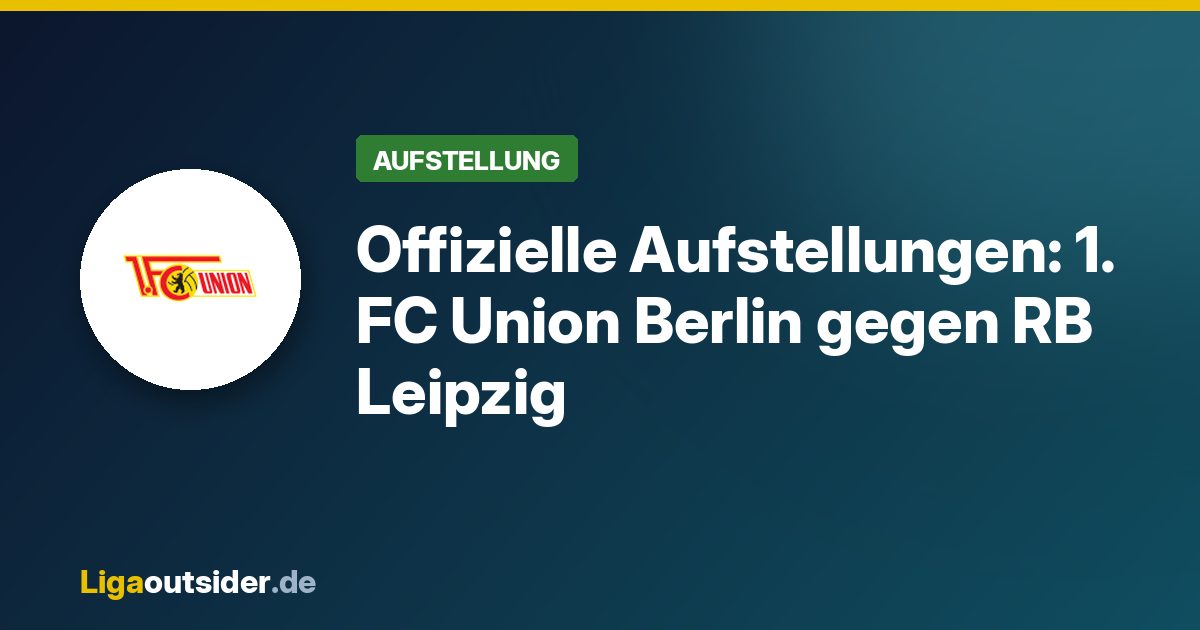 AUFSTELLUNG
Offizielle Aufstellungen: 1.
FC Union Berlin gegen RB
Leipzig
1.FC UNION
Ligaoutsider.de